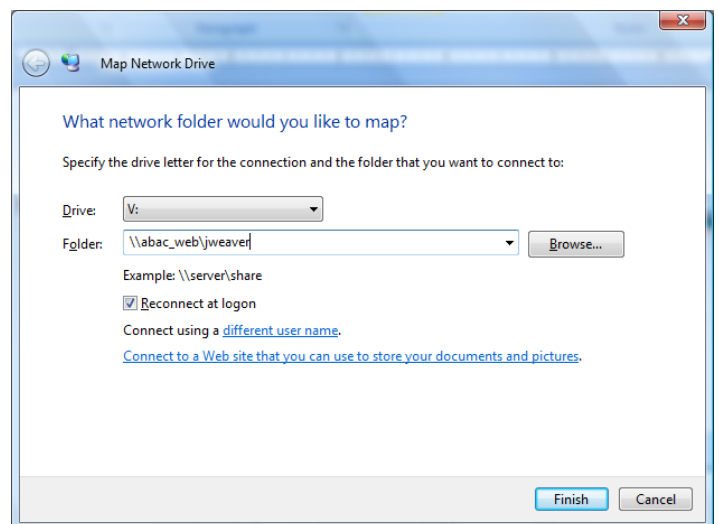 Map Network Drive
What network folder would you like to map?
Specify the drive letter for the connection and the folder that you want to connect to:
Drive: V:
Folder: \\abac_web\jweaver Browse...
Example: \\server\share
Reconnect at logon
Connect using a different user name.
Connect to a Web site that you can use to store your documents and pictures.
Finish Cancel